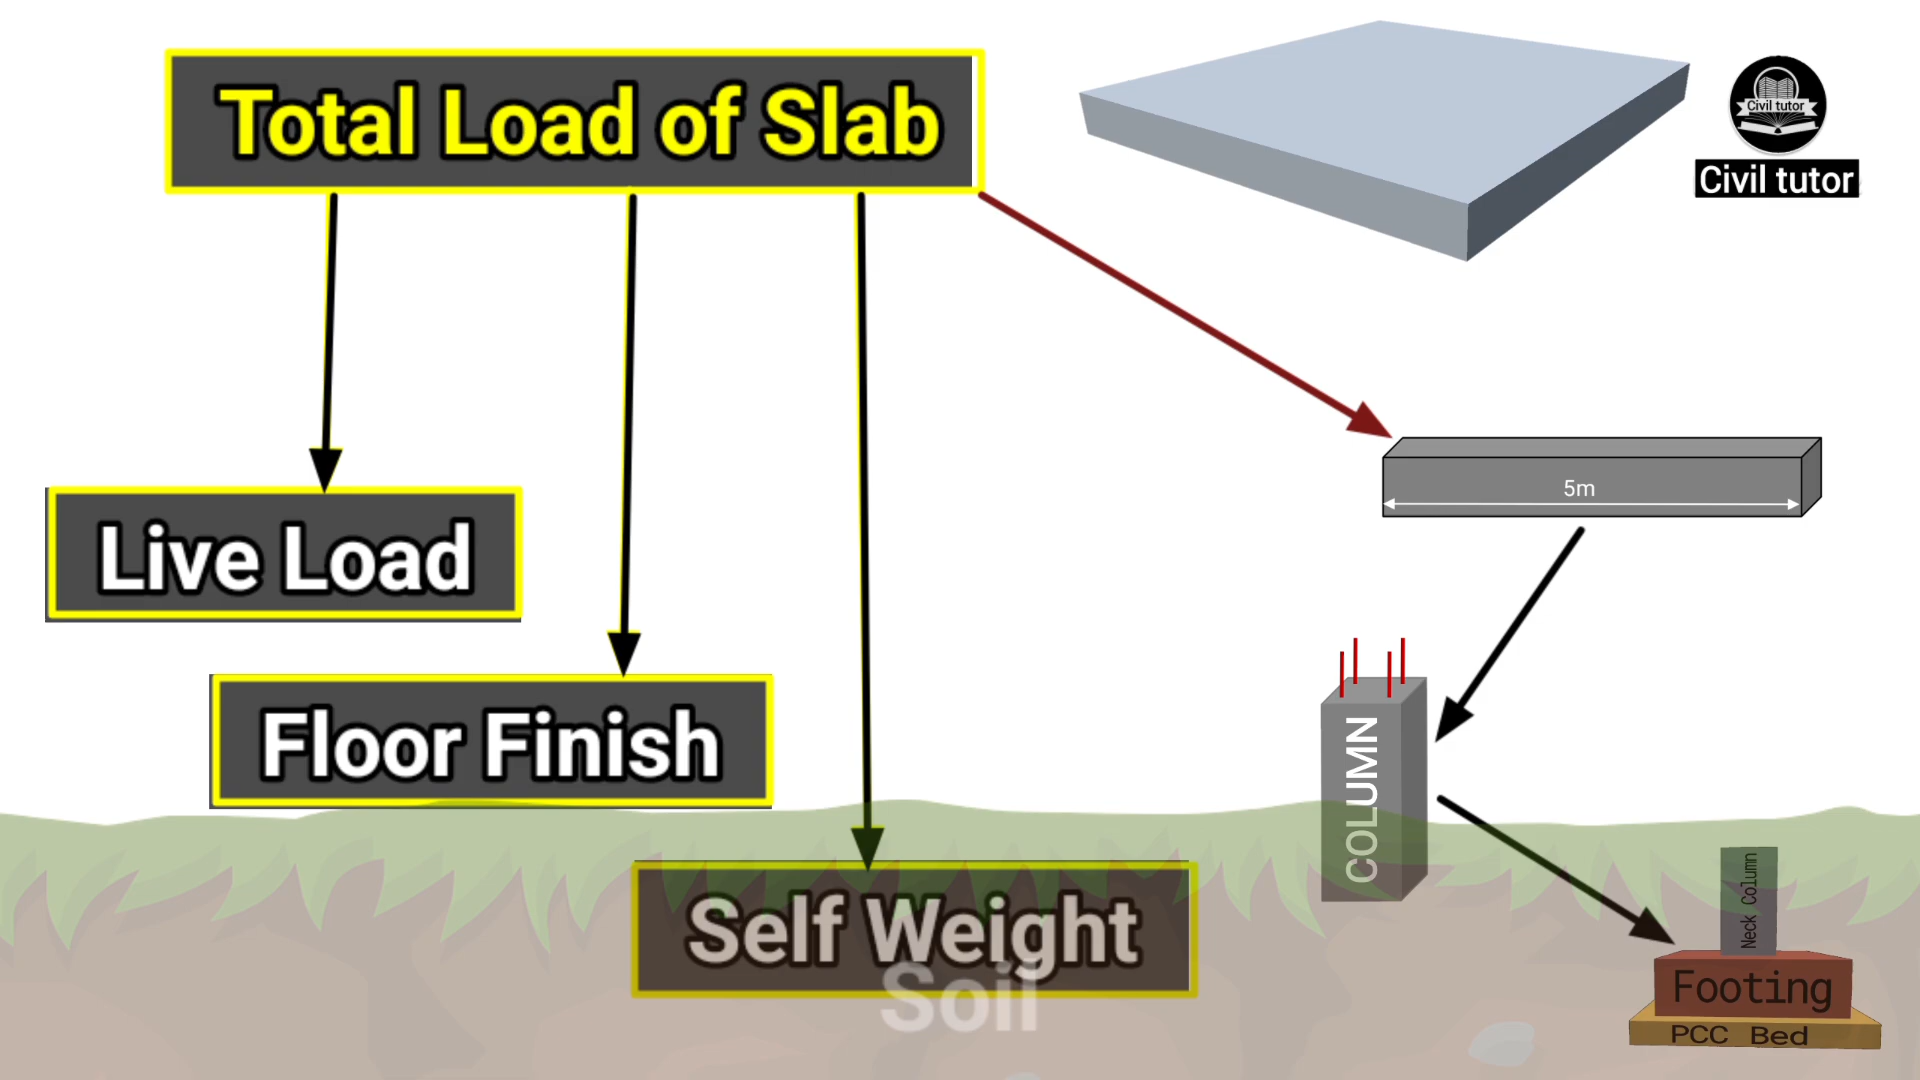 Total Load of Slab
Civil tutor
Civil tutor
5m
Live Load
COLUMN
Floor Finish
Neck Column
Self Weight
Soil
Footing
PCC Bed